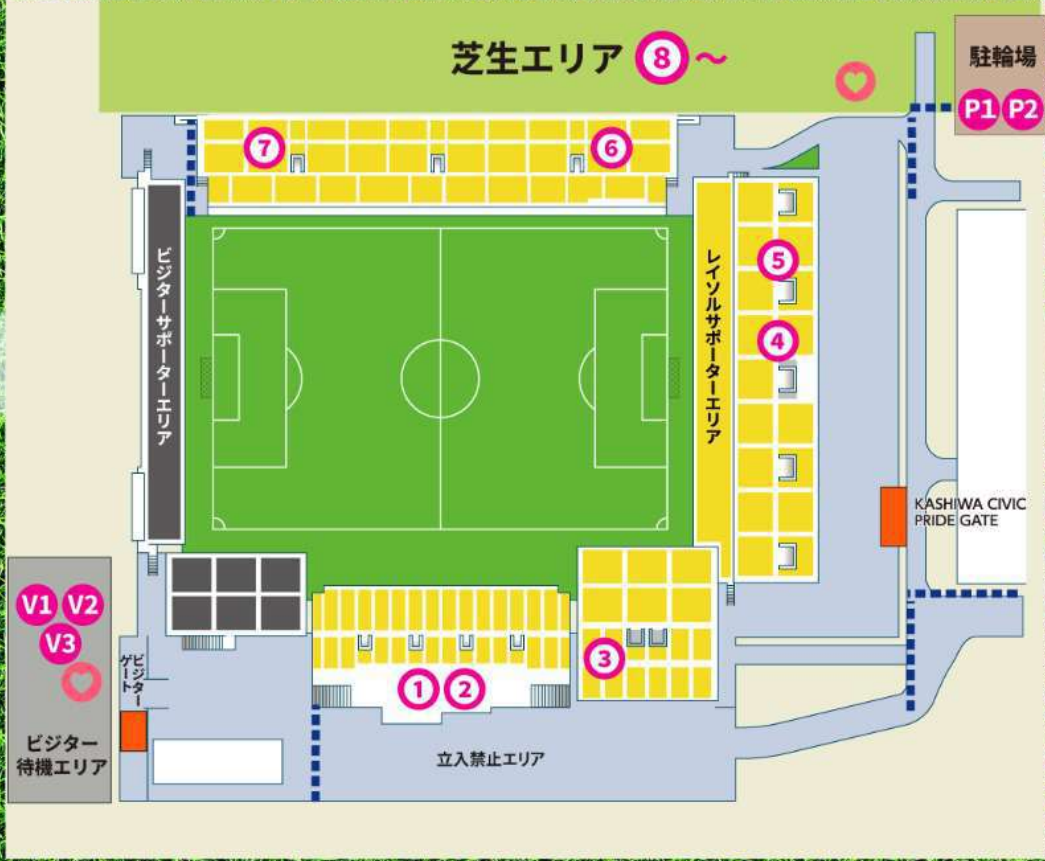 芝生エリア 8 〜
駐輪場
P1 P2
7
6
ビジターサポーターエリア
レイソルサポーターエリア
5
4
KASHIWA CIVIC
PRIDE GATE
V1 V2
V3
ビジター
ゲート
3
1 2
ビジター
待機エリア
立入禁止エリア